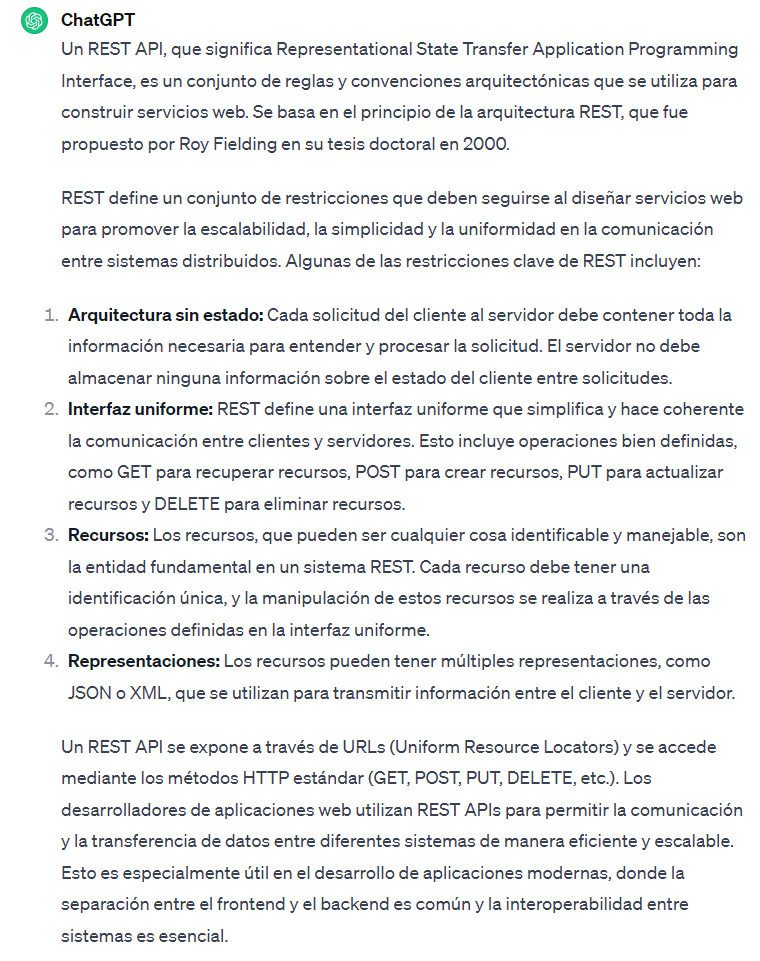 ChatGPT
Un REST API, que significa Representational State Transfer Application Programming
Interface, es un conjunto de reglas y convenciones arquitectónicas que se utiliza para
construir servicios web. Se basa en el principio de la arquitectura REST, que fue
propuesto por Roy Fielding en su tesis doctoral en 2000.
REST define un conjunto de restricciones que deben seguirse al diseñar servicios web
para promover la escalabilidad, la simplicidad y la uniformidad en la comunicación
entre sistemas distribuidos. Algunas de las restricciones clave de REST incluyen:
1. Arquitectura sin estado: Cada solicitud del cliente al servidor debe contener toda la
información necesaria para entender y procesar la solicitud. El servidor no debe
almacenar ninguna información sobre el estado del cliente entre solicitudes.
2. Interfaz uniforme: REST define una interfaz uniforme que simplifica y hace coherente
la comunicación entre clientes y servidores. Esto incluye operaciones bien definidas,
como GET para recuperar recursos, POST para crear recursos, PUT para actualizar
recursos y DELETE para eliminar recursos.
3. Recursos: Los recursos, que pueden ser cualquier cosa identificable y manejable, son
la entidad fundamental en un sistema REST. Cada recurso debe tener una
identificación única, y la manipulación de estos recursos se realiza a través de las
operaciones definidas en la interfaz uniforme.
4. Representaciones: Los recursos pueden tener múltiples representaciones, como
JSON o XML, que se utilizan para transmitir información entre el cliente y el servidor.
Un REST API se expone a través de URLs (Uniform Resource Locators) y se accede
mediante los métodos HTTP estándar (GET, POST, PUT, DELETE, etc.). Los
desarrolladores de aplicaciones web utilizan REST APIs para permitir la comunicación
y la transferencia de datos entre diferentes sistemas de manera eficiente y escalable.
Esto es especialmente útil en el desarrollo de aplicaciones modernas, donde la
separación entre el frontend y el backend es común y la interoperabilidad entre
sistemas es esencial.